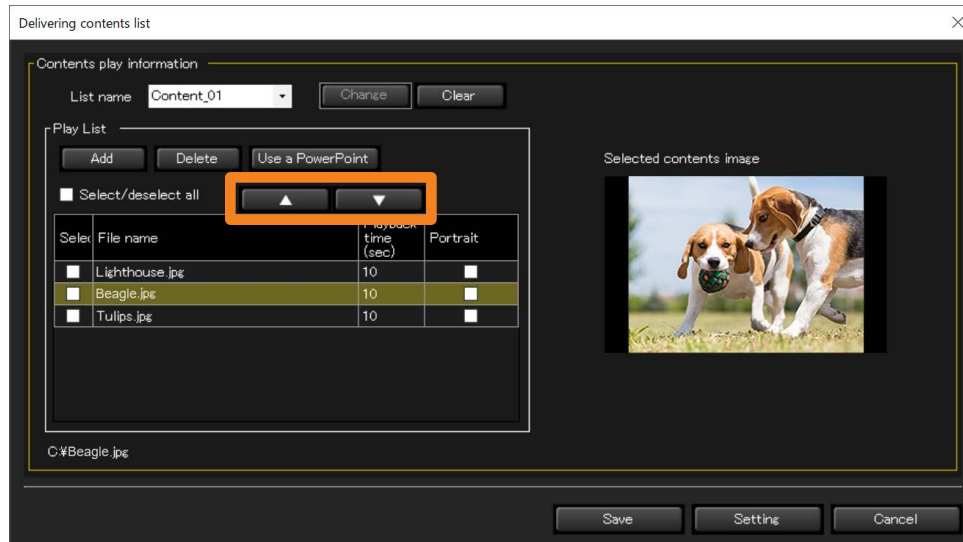 Delivering contents list
Contents play information
List name Content_01 Change Clear
Play List
Add Delete Use a PowerPoint
Selected contents image
Select/deselect all ▲ ▼
Selec File name Playback time (sec) Portrait
Lighthouse.jpg 10
Beagle.jpg 10
Tulips.jpg 10
C:¥Beagle.jpg
Save Setting Cancel